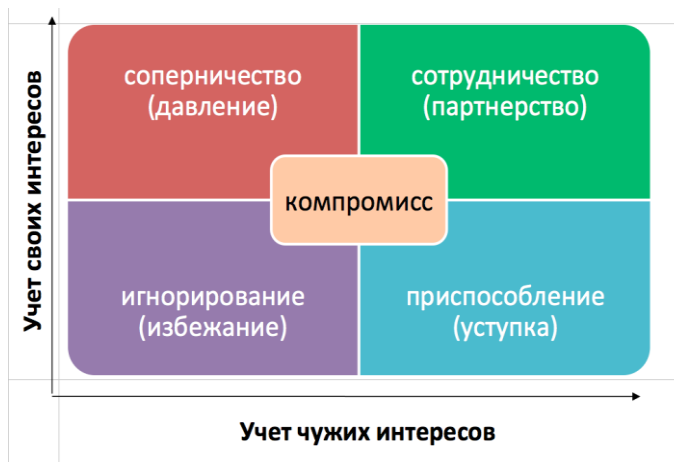 Учет своих интересов
соперничество
(давление)
сотрудничество
(партнерство)
компромисс
игнорирование
(избежание)
приспособление
(уступка)
Учет чужих интересов